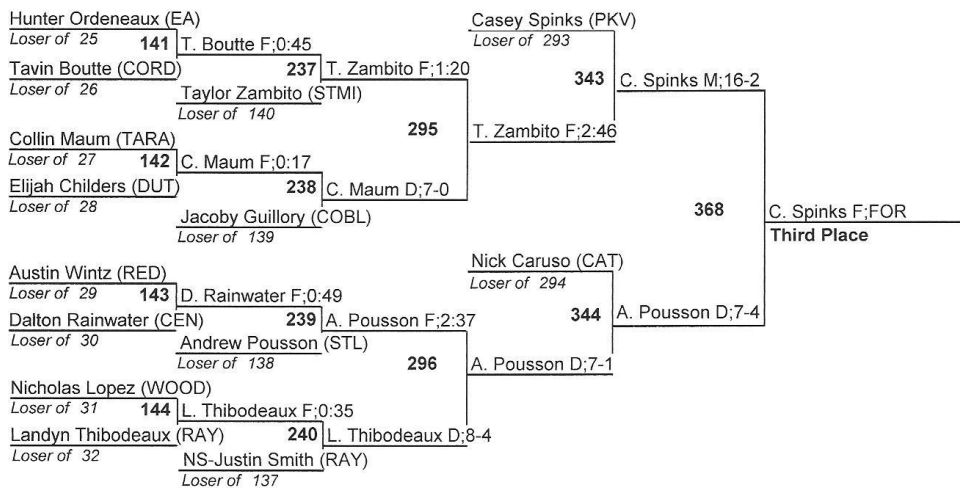 Hunter Ordeneaux (EA)
Loser of 25
141
T. Boutte F;0:45
Tavin Boutte (CORD)
Loser of 26
237
T. Zambito F;1:20
Taylor Zambito (STMI)
Loser of 140
Collin Maum (TARA)
Loser of 27
142
C. Maum F;0:17
Elijah Childers (DUT)
Loser of 28
238
C. Maum D;7-0
Jacoby Guillory (COBL)
Loser of 139
295
T. Zambito F;2:46
Casey Spinks (PKV)
Loser of 293
343
C. Spinks M;16-2
368
C. Spinks F;FOR
Third Place
Austin Wintz (RED)
Loser of 29
143
D. Rainwater F;0:49
Dalton Rainwater (CEN)
Loser of 30
239
A. Pousson F;2:37
Andrew Pousson (STL)
Loser of 138
Nicholas Lopez (WOOD)
Loser of 31
144
L. Thibodeaux F;0:35
Landyn Thibodeaux (RAY)
Loser of 32
240
L. Thibodeaux D;8-4
NS-Justin Smith (RAY)
Loser of 137
296
A. Pousson D;7-1
Nick Caruso (CAT)
Loser of 294
344
A. Pousson D;7-4